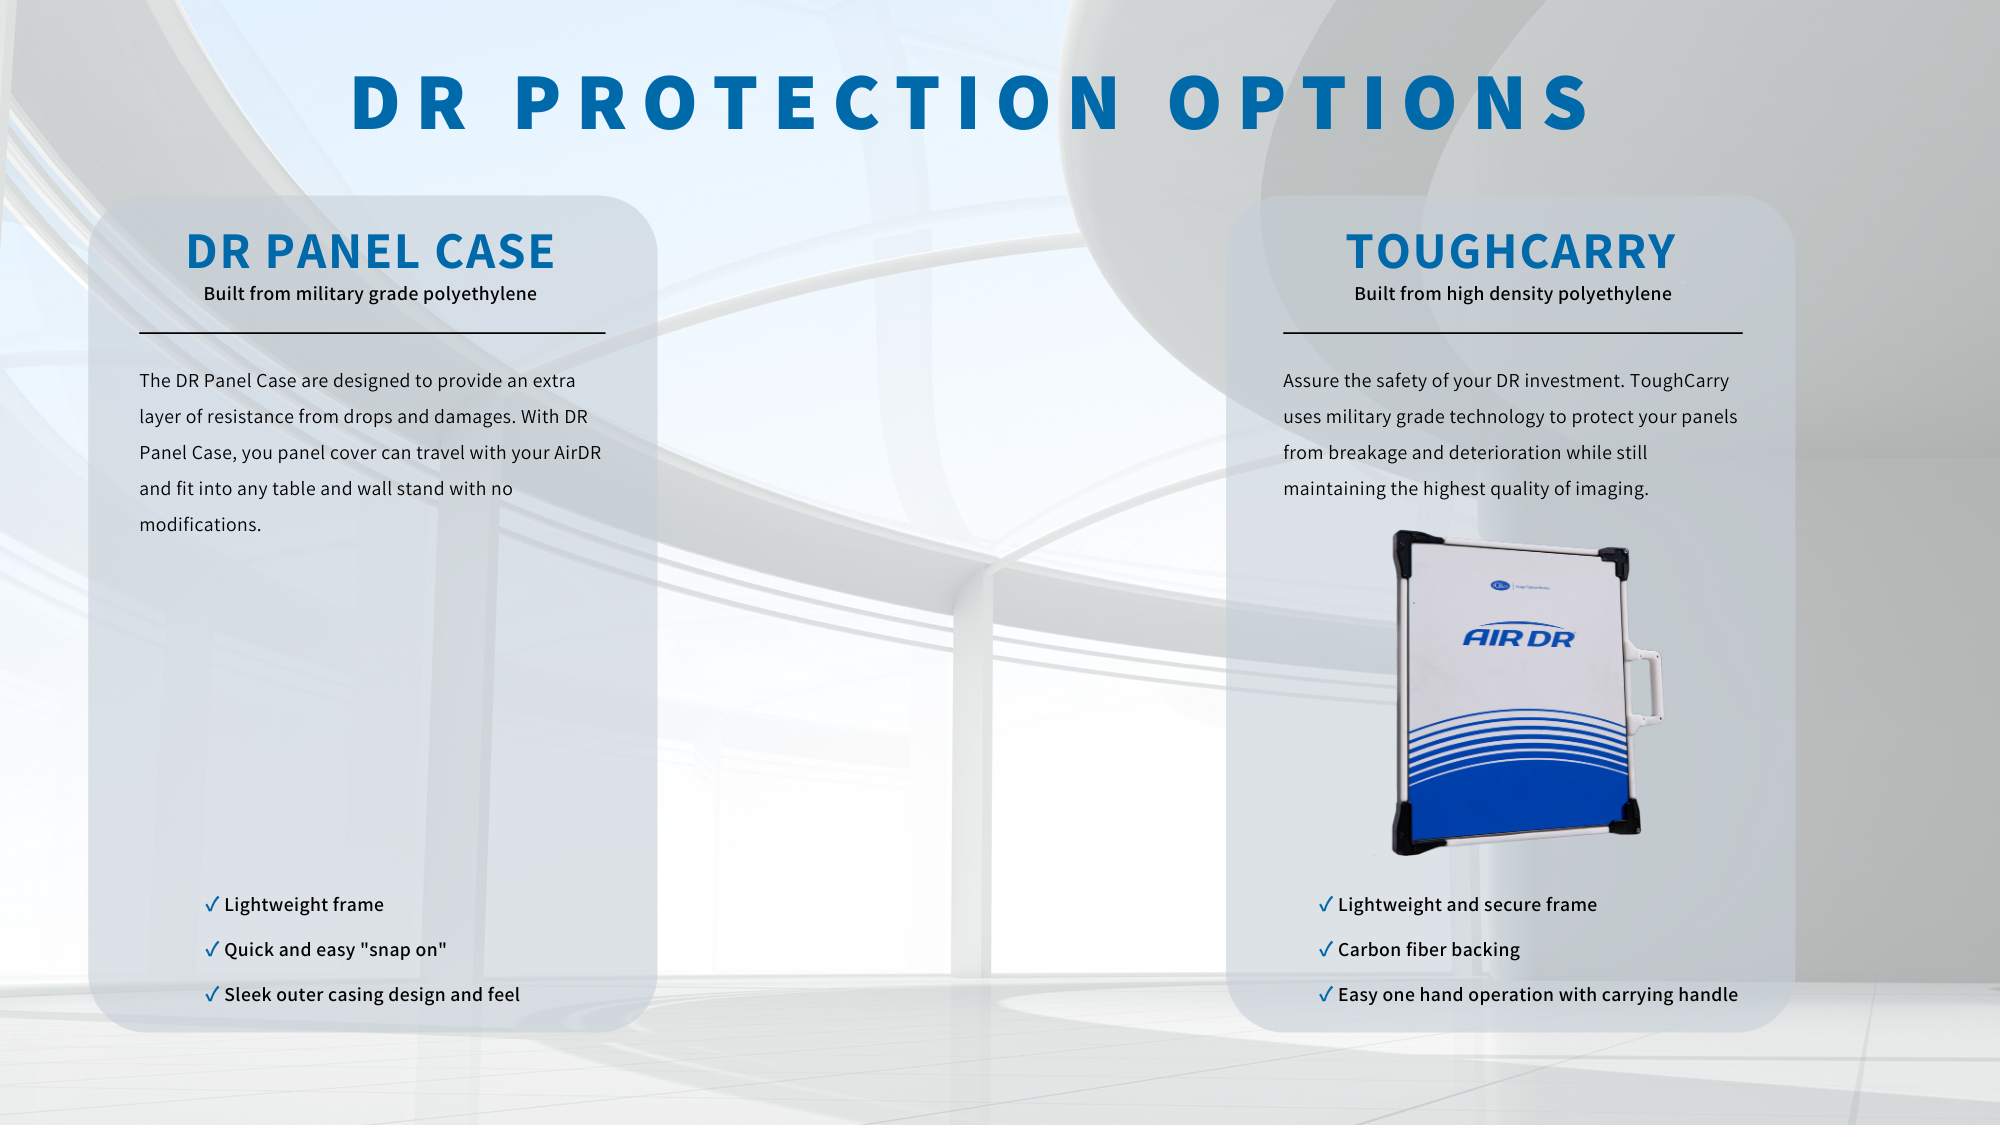 DR PROTECTION OPTIONS
DR PANEL CASE
Built from military grade polyethylene
The DR Panel Case are designed to provide an extra
layer of resistance from drops and damages. With DR
Panel Case, you panel cover can travel with your AirDR
and fit into any table and wall stand with no
modifications.
✓ Lightweight frame
✓ Quick and easy "snap on"
✓ Sleek outer casing design and feel
TOUGHCARRY
Built from high density polyethylene
Assure the safety of your DR investment. ToughCarry
uses military grade technology to protect your panels
from breakage and deterioration while still
maintaining the highest quality of imaging.
AIR DR
✓ Lightweight and secure frame
✓ Carbon fiber backing
✓ Easy one hand operation with carrying handle